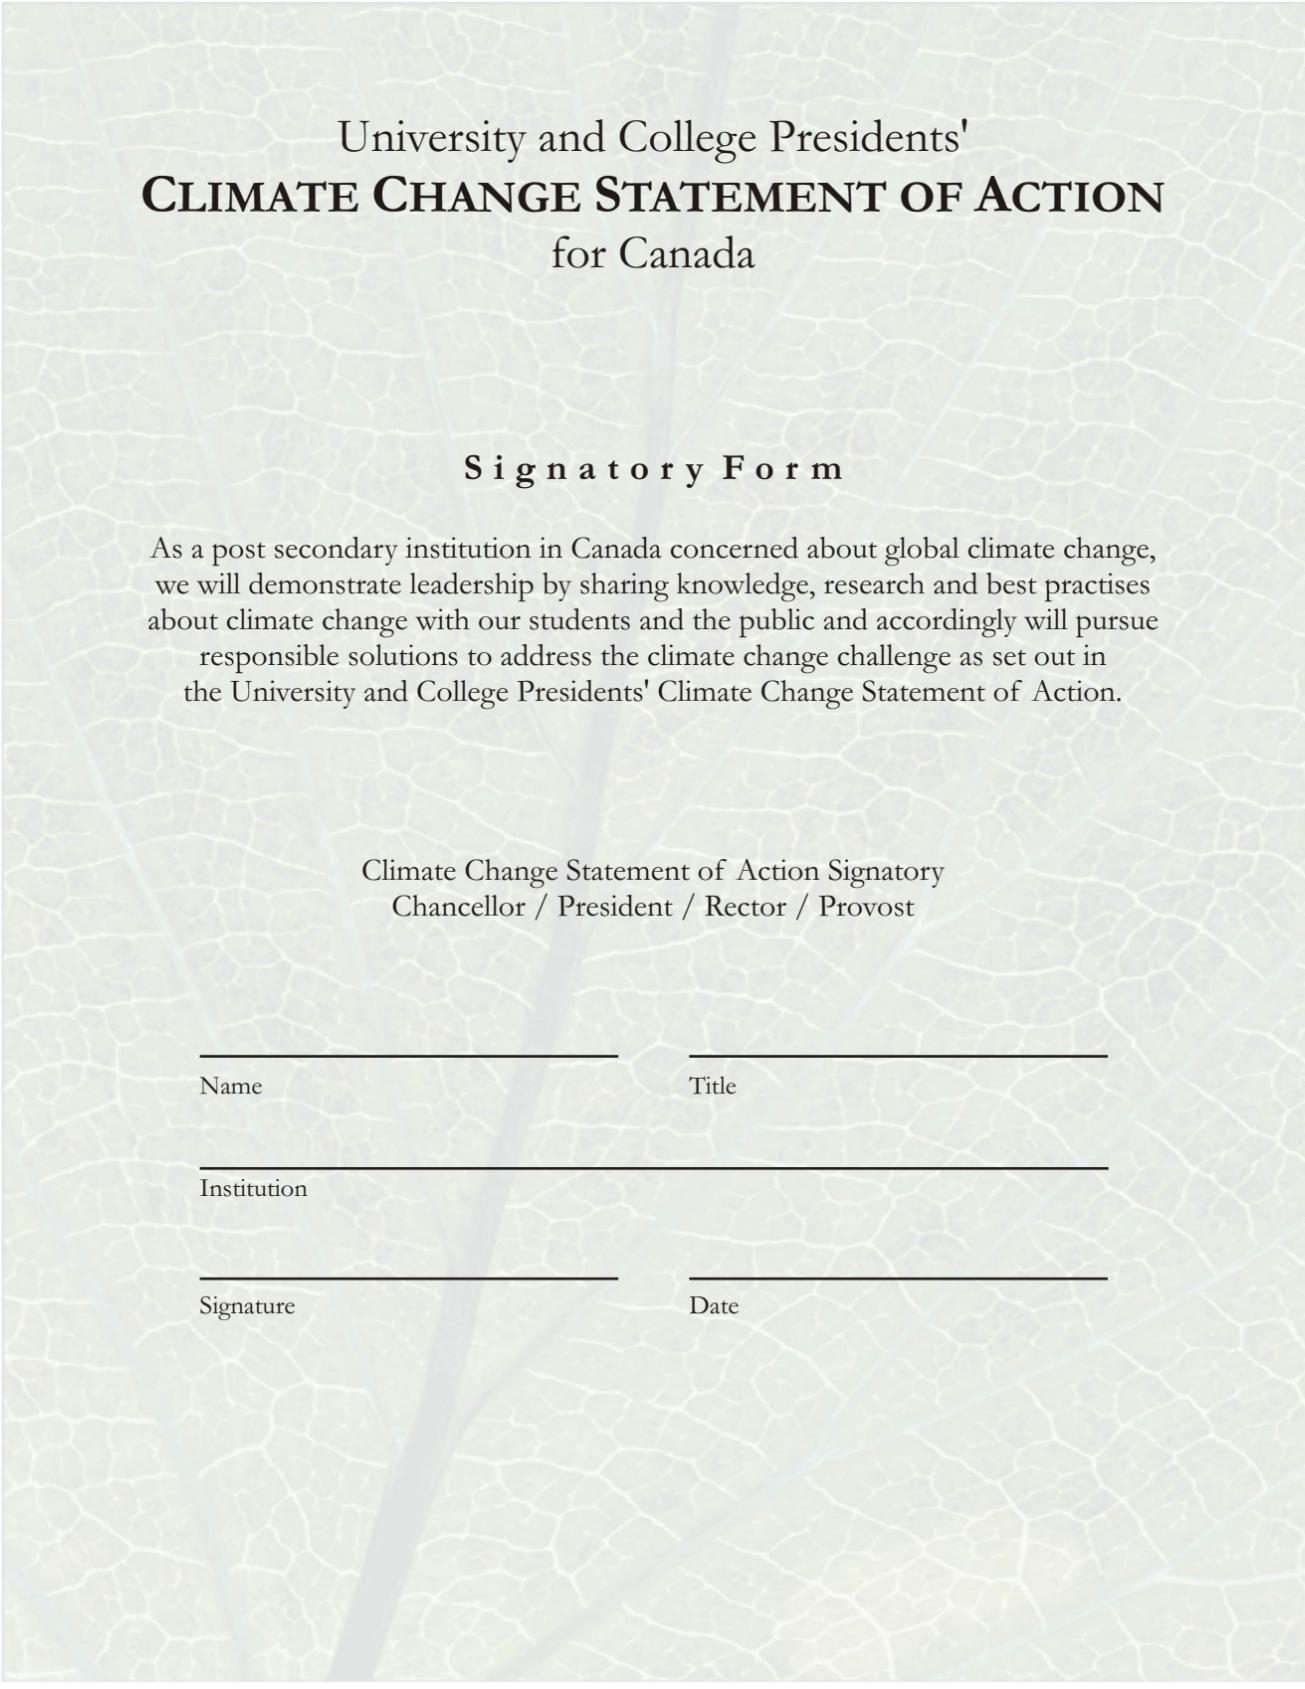 University and College Presidents'
CLIMATE CHANGE STATEMENT OF ACTION
for Canada
Signatory Form
As a post secondary institution in Canada concerned about global climate change,
we will demonstrate leadership by sharing knowledge, research and best practises
about climate change with our students and the public and accordingly will pursue
responsible solutions to address the climate change challenge as set out in
the University and College Presidents' Climate Change Statement of Action.
Climate Change Statement of Action Signatory
Chancellor / President / Rector / Provost
Name Title
Institution
Signature Date